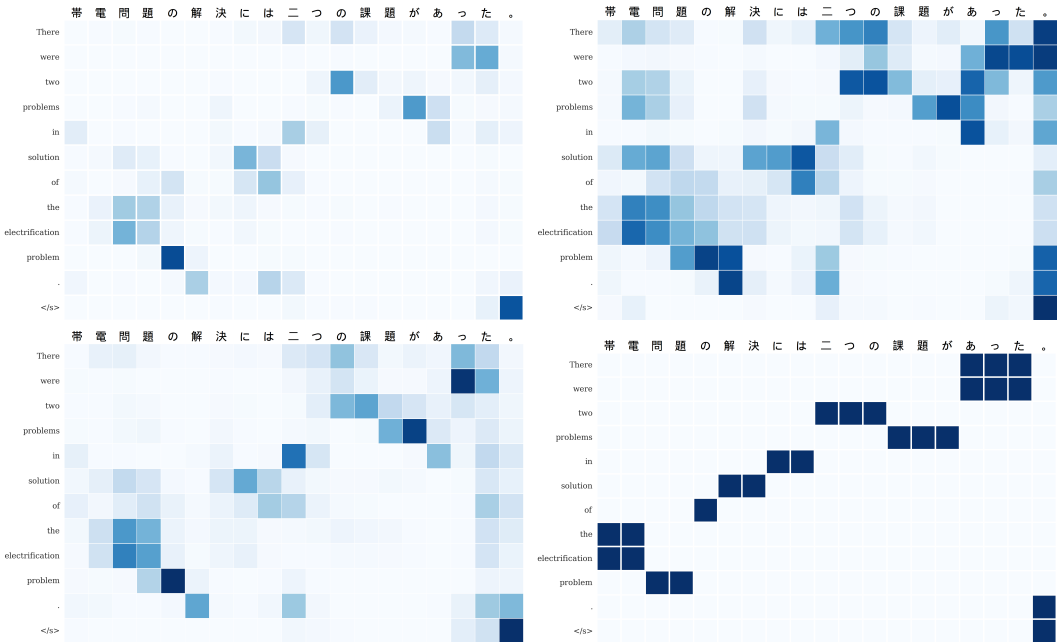 帯 電 問 題 の 解 決 に は 二 つ の 課 題 が あ っ た 。
There
were
two
problems
in
solution
of
the
electrification
problem
.
</s>
帯 電 問 題 の 解 決 に は 二 つ の 課 題 が あ っ た 。
There
were
two
problems
in
solution
of
the
electrification
problem
.
</s>
帯 電 問 題 の 解 決 に は 二 つ の 課 題 が あ っ た 。
There
were
two
problems
in
solution
of
the
electrification
problem
.
</s>
帯 電 問 題 の 解 決 に は 二 つ の 課 題 が あ っ た 。
There
were
two
problems
in
solution
of
the
electrification
problem
.
</s>